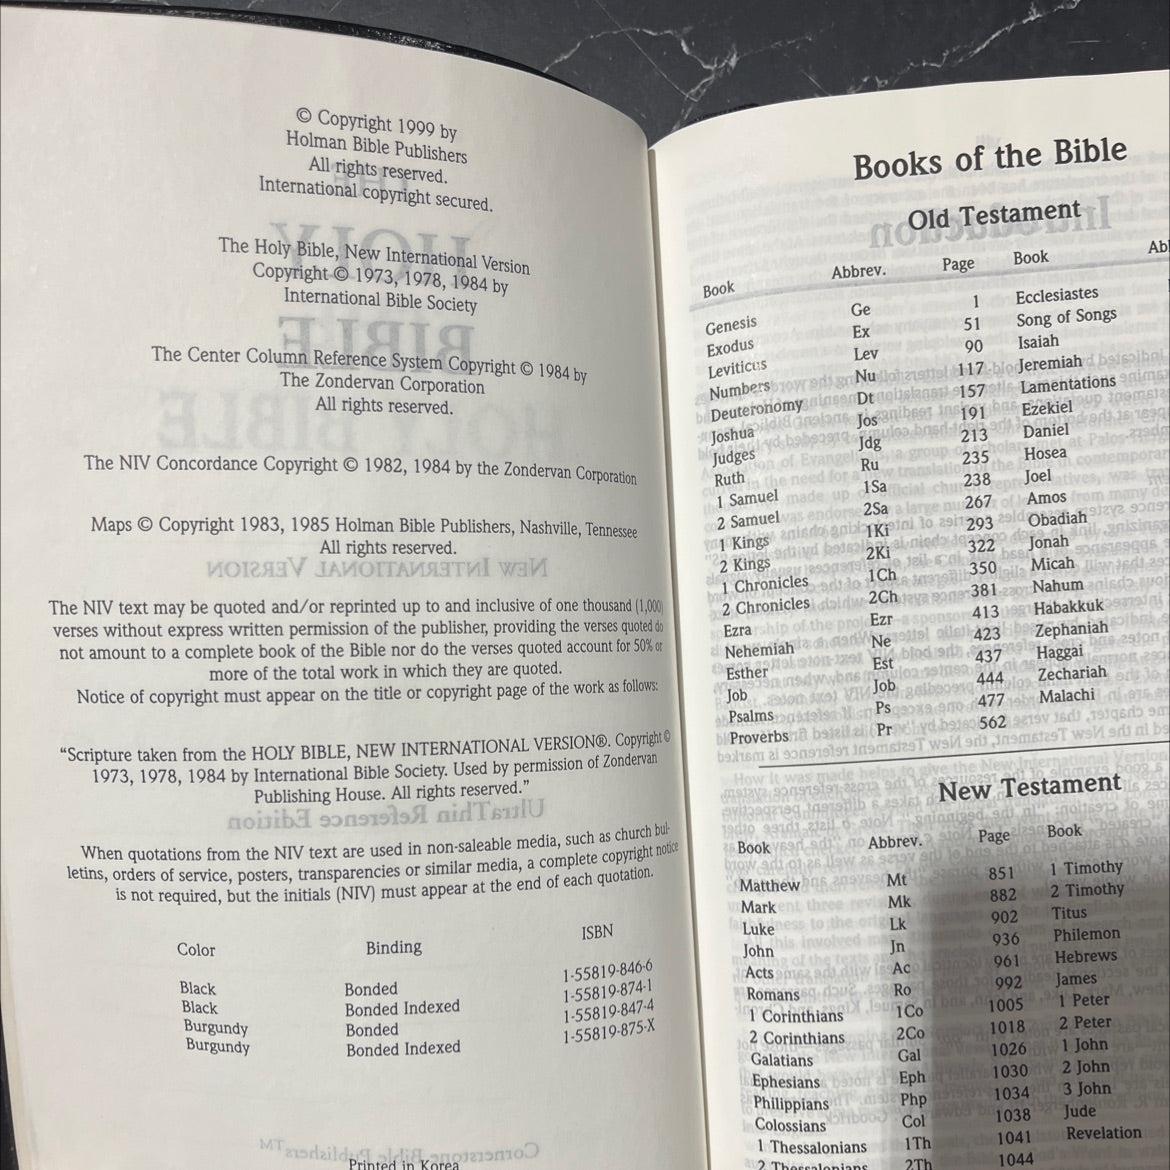 © Copyright 1999 by
Holman Bible Publishers
All rights reserved.
International copyright secured.
The Holy Bible, New International Version
Copyright © 1973, 1978, 1984 by
International Bible Society
The Center Column Reference System Copyright © 1984 by
The Zondervan Corporation
All rights reserved.
The NIV Concordance Copyright © 1982, 1984 by the Zondervan Corporation
Maps © Copyright 1983, 1985 Holman Bible Publishers, Nashville, Tennessee
All rights reserved.
The NIV text may be quoted and/or reprinted up to and inclusive of one thousand (1,000)
verses without express written permission of the publisher, providing the verses quoted do
not amount to a complete book of the Bible nor do the verses quoted account for 50% or
more of the total work in which they are quoted.
Notice of copyright must appear on the title or copyright page of the work as follows:
“Scripture taken from the HOLY BIBLE, NEW INTERNATIONAL VERSION®. Copyright ©
1973, 1978, 1984 by International Bible Society. Used by permission of Zondervan
Publishing House. All rights reserved.”
When quotations from the NIV text are used in non-saleable media, such as church bul-
letins, orders of service, posters, transparencies or similar media, a complete copyright notice
is not required, but the initials (NIV) must appear at the end of each quotation.
Color Binding ISBN
Black Bonded 1-55819-846-6
Black Bonded Indexed 1-55819-874-1
Burgundy Bonded 1-55819-847-4
Burgundy Bonded Indexed 1-55819-875-X
Printed in Korea
Books of the Bible
Old Testament
Book Abbrev. Page Book Ab
Genesis Ge 1 Ecclesiastes
Exodus Ex 51 Song of Songs
Leviticus Lev 90 Isaiah
Numbers Nu 117 Jeremiah
Deuteronomy Dt 157 Lamentations
Joshua Jos 191 Ezekiel
Judges Jdg 213 Daniel
Ruth Ru 235 Hosea
1 Samuel 1Sa 238 Joel
2 Samuel 2Sa 267 Amos
1 Kings 1Ki 293 Obadiah
2 Kings 2Ki 322 Jonah
1 Chronicles 1Ch 350 Micah
2 Chronicles 2Ch 381 Nahum
Ezra Ezr 413 Habakkuk
Nehemiah Ne 423 Zephaniah
Esther Est 437 Haggai
Job Job 444 Zechariah
Psalms Ps 477 Malachi
Proverbs Pr 562
New Testament
Book Abbrev. Page Book
Matthew Mt 851 1 Timothy
Mark Mk 882 2 Timothy
Luke Lk 902 Titus
John Jn 936 Philemon
Acts Ac 961 Hebrews
Romans Ro 992 James
1 Corinthians 1Co 1005 1 Peter
2 Corinthians 2Co 1018 2 Peter
Galatians Gal 1026 1 John
Ephesians Eph 1030 2 John
Philippians Php 1034 3 John
Colossians Col 1038 Jude
1 Thessalonians 1Th 1041 Revelation
2 Thessalonians 2Th 1044